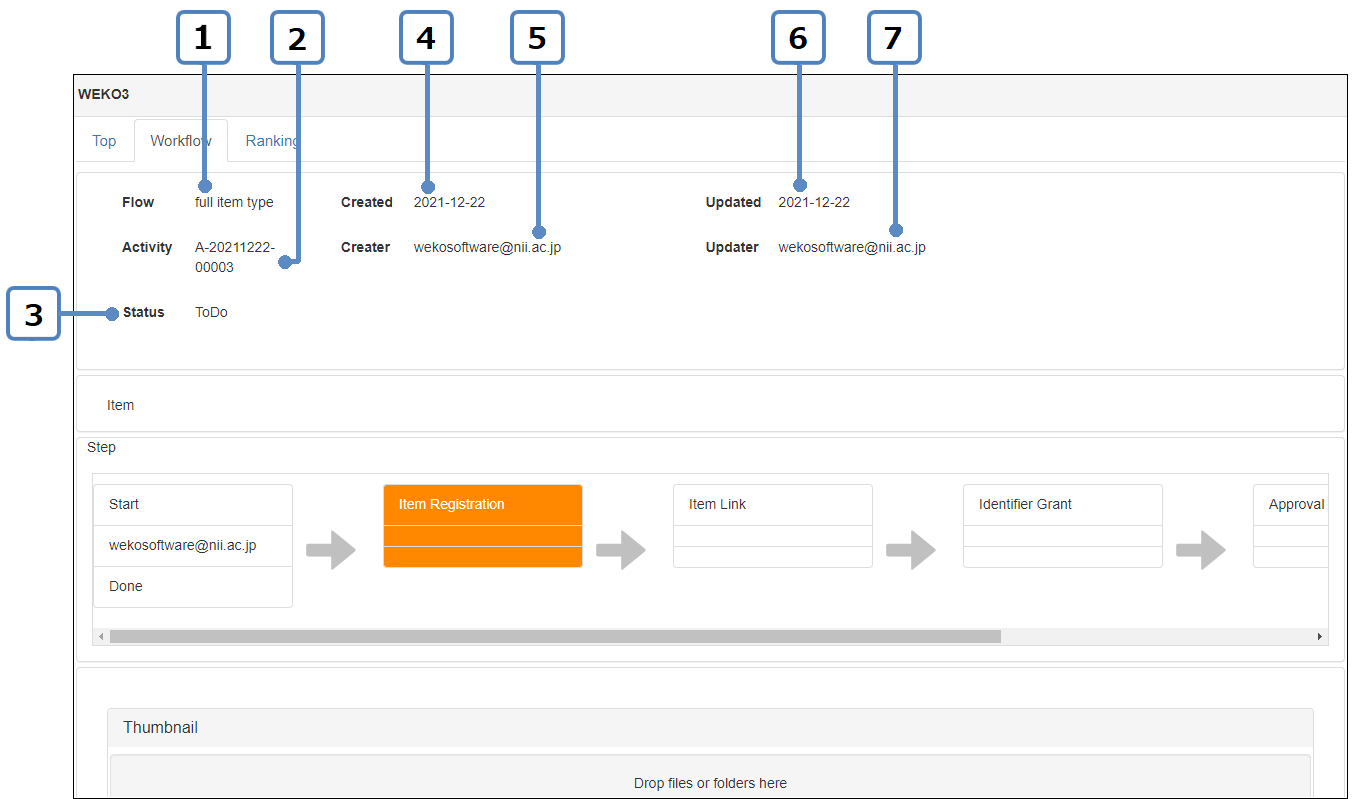 1 2 4 5 6 7
WEKO3
Top Workflow Ranking
Flow full item type Created 2021-12-22 Updated 2021-12-22
Activity A-20211222-
00003 Creater wekosoftware@nii.ac.jp Updater wekosoftware@nii.ac.jp
3 Status ToDo
Item
Step
Start Item Registration Item Link Identifier Grant Approval
wekosoftware@nii.ac.jp
Done
Thumbnail
Drop files or folders here